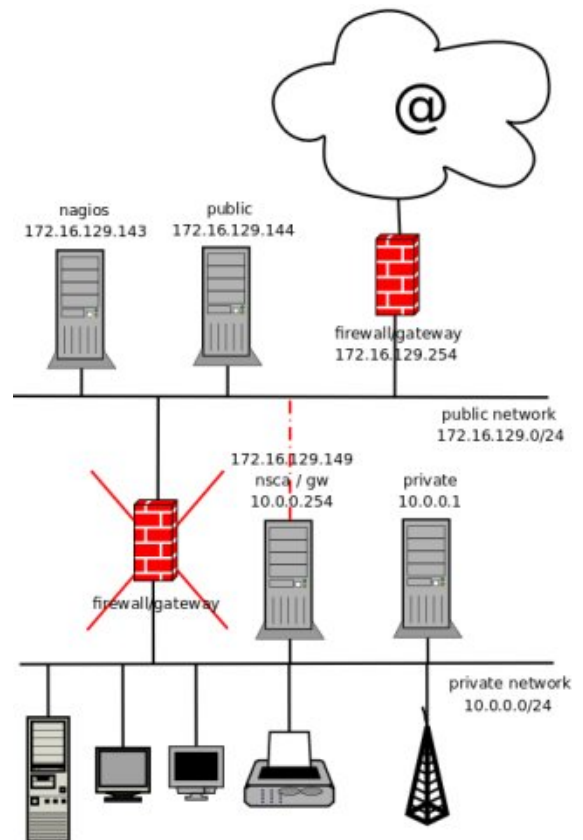 @
nagios
172.16.129.143
public
172.16.129.144
firewall/gateway
172.16.129.254
public network
172.16.129.0/24
172.16.129.149
nsca / gw
10.0.0.254
private
10.0.0.1
firewall/gateway
private network
10.0.0.0/24